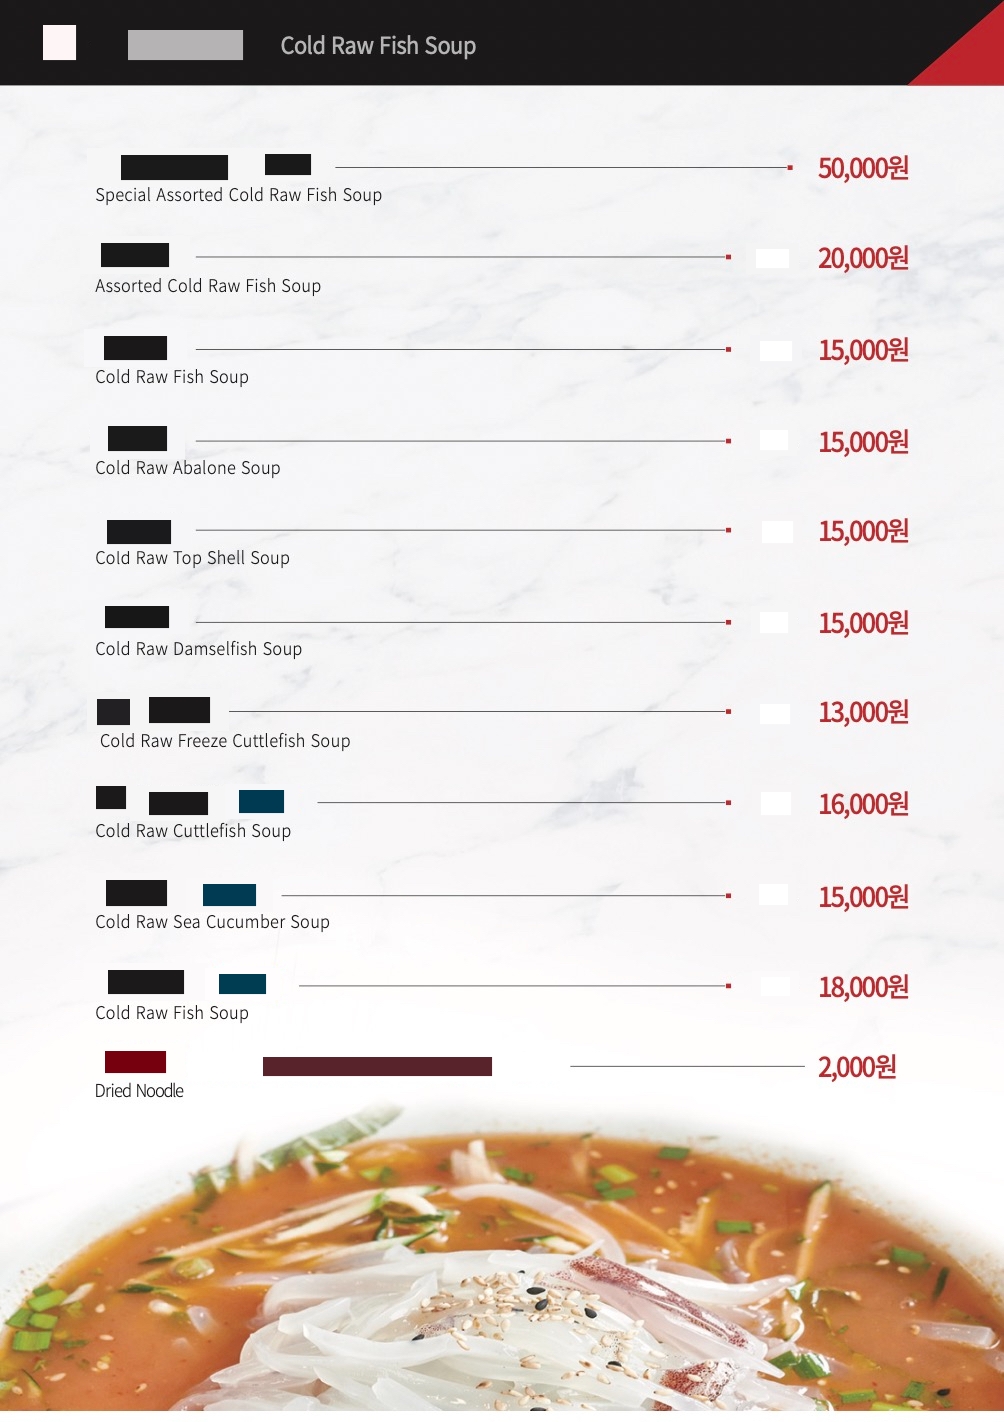 Cold Raw Fish Soup
50,000원
Special Assorted Cold Raw Fish Soup
20,000원
Assorted Cold Raw Fish Soup
15,000원
Cold Raw Fish Soup
15,000원
Cold Raw Abalone Soup
15,000원
Cold Raw Top Shell Soup
15,000원
Cold Raw Damselfish Soup
13,000원
Cold Raw Freeze Cuttlefish Soup
16,000원
Cold Raw Cuttlefish Soup
15,000원
Cold Raw Sea Cucumber Soup
18,000원
Cold Raw Fish Soup
2,000원
Dried Noodle